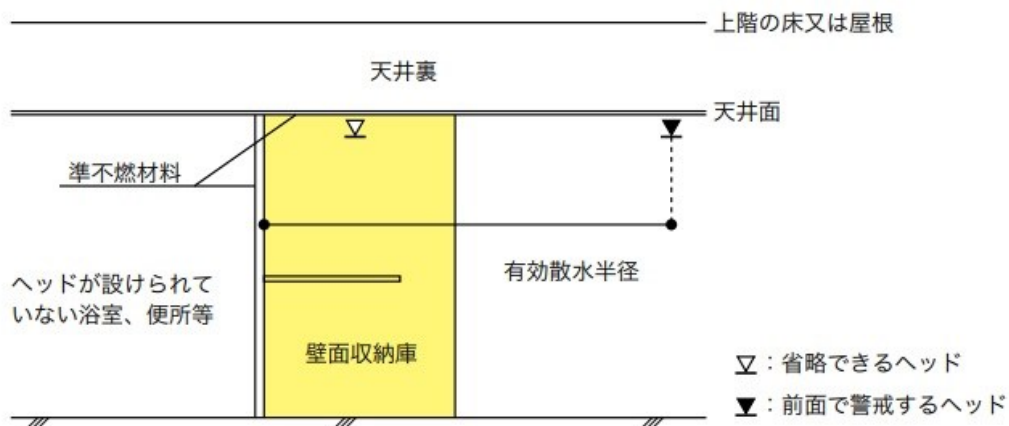 上階の床又は屋根
天井裏
天井面
準不燃材料
ヘッドが設けられて
いない浴室、便所等
有効散水半径
壁面収納庫
:省略できるヘッド
:前面で警戒するヘッド